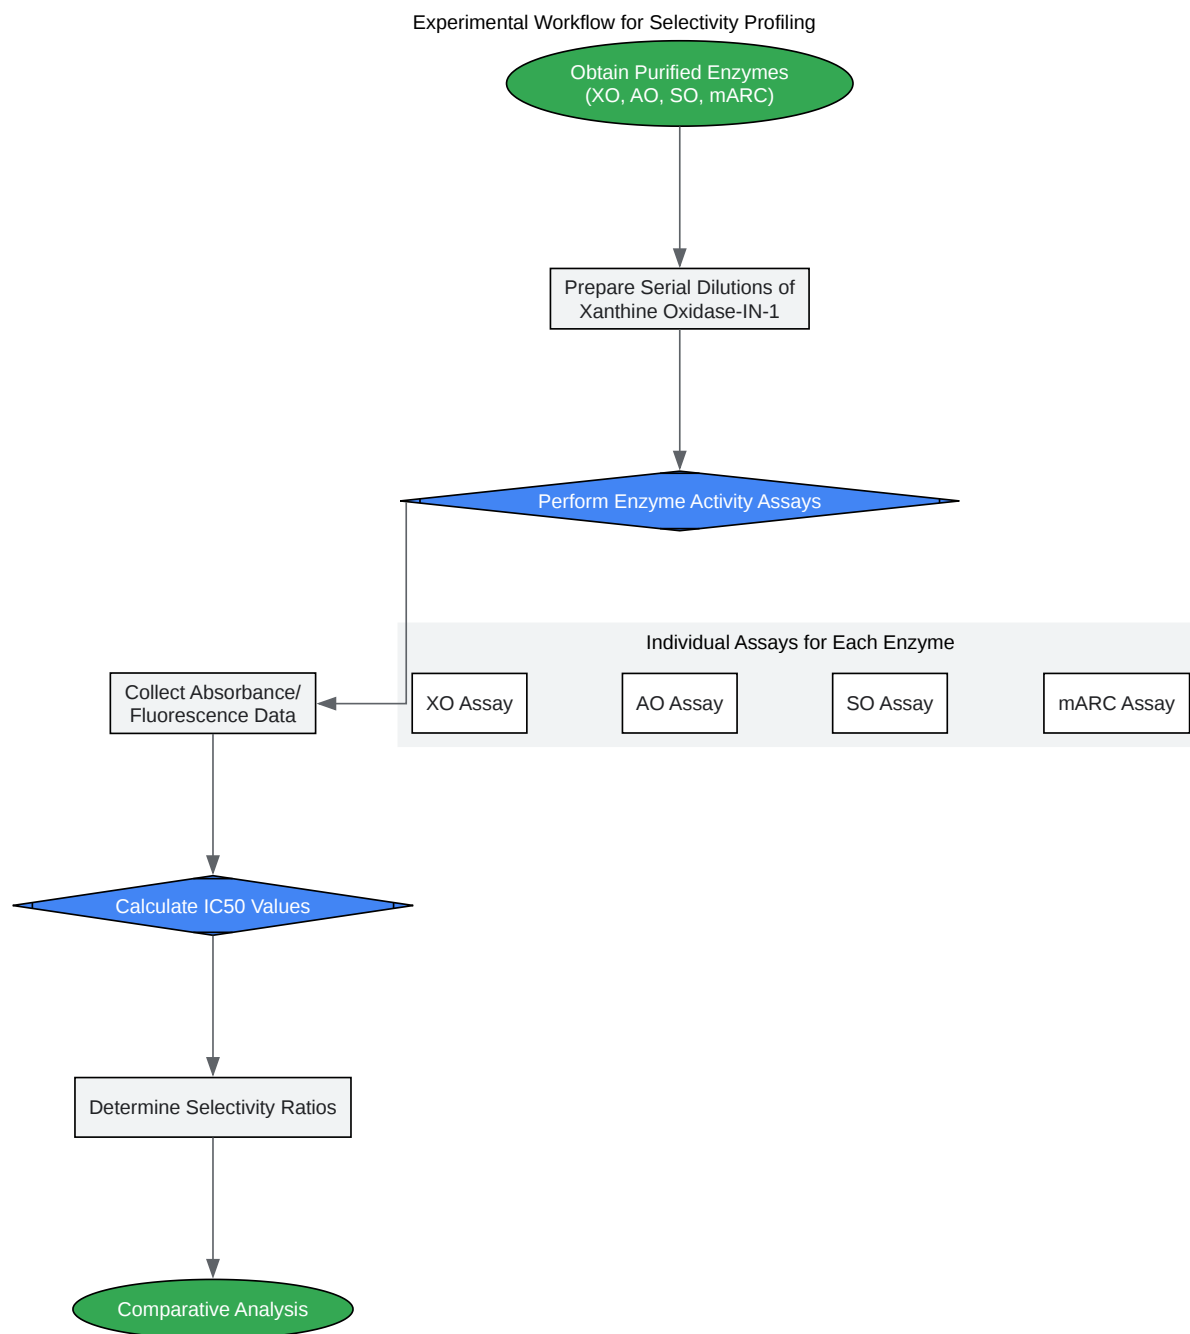 Experimental Workflow for Selectivity Profiling
Obtain Purified Enzymes
(XO, AO, SO, mARC)
Prepare Serial Dilutions of
Xanthine Oxidase-IN-1
Perform Enzyme Activity Assays
Individual Assays for Each Enzyme
Collect Absorbance/
Fluorescence Data
XO Assay
AO Assay
SO Assay
mARC Assay
Calculate IC50 Values
Determine Selectivity Ratios
Comparative Analysis